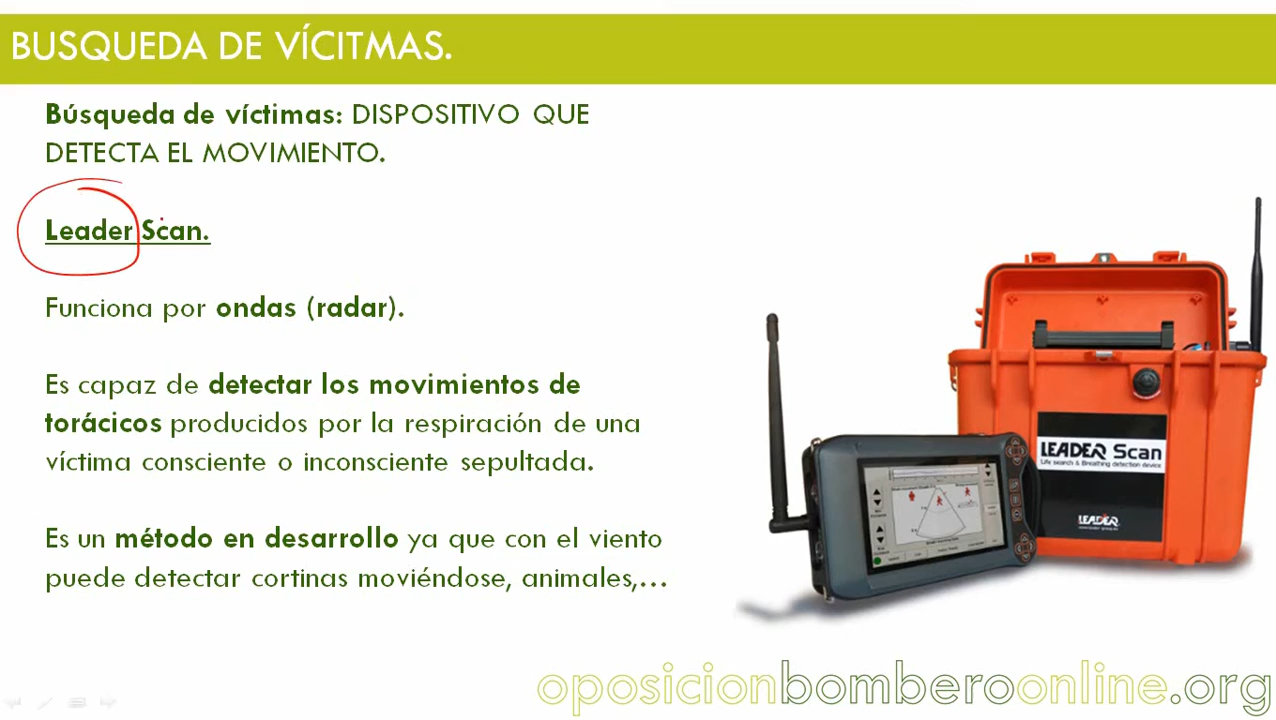 BUSQUEDA DE VÍCITMAS.
Búsqueda de víctimas: DISPOSITIVO QUE
DETECTA EL MOVIMIENTO.
Leader Scan.
Funciona por ondas (radar).
Es capaz de detectar los movimientos de
torácicos producidos por la respiración de una
víctima consciente o inconsciente sepultada.
Es un método en desarrollo ya que con el viento
puede detectar cortinas moviéndose, animales,...
LEADER Scan
Life search & Breathing detection device
LEADER
oposicionbomberoonline.org